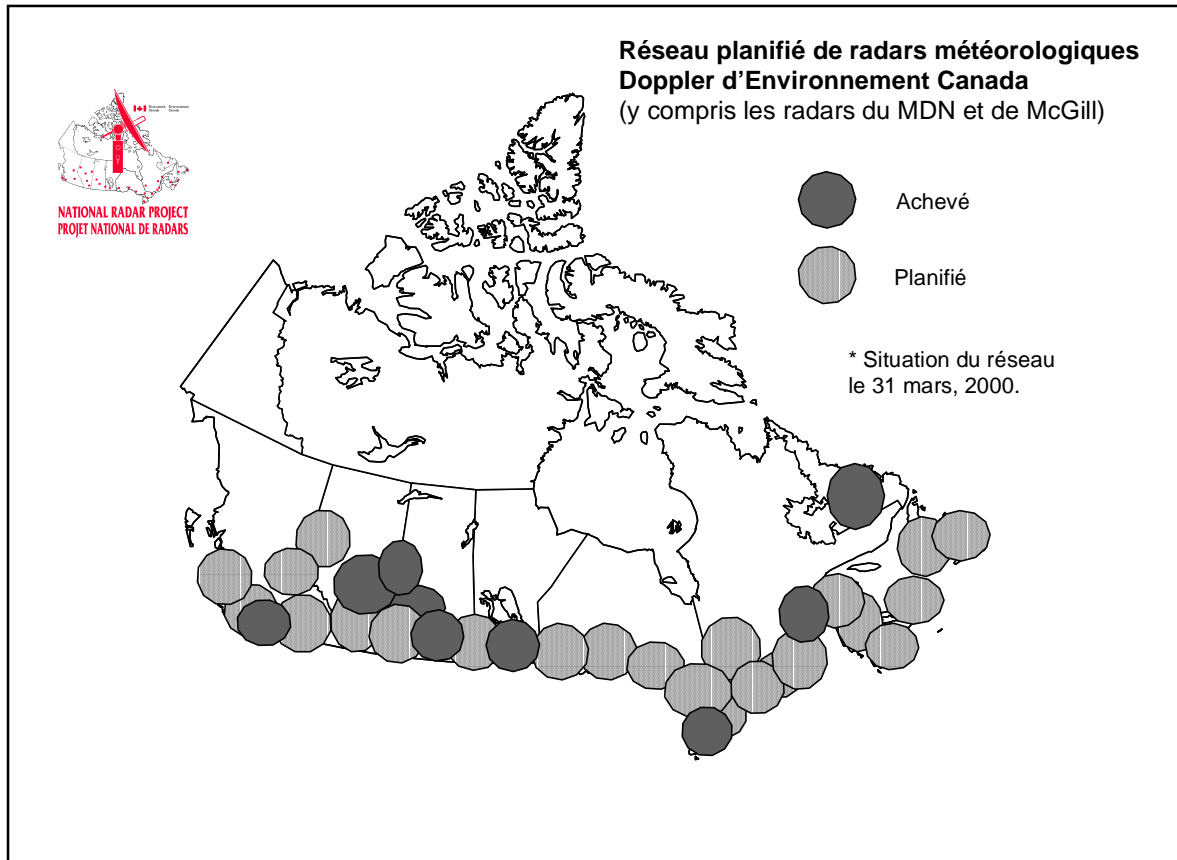 Réseau planifié de radars météorologiques
Doppler d'Environnement Canada
(y compris les radars du MDN et de McGill)
NATIONAL RADAR PROJECT
PROJET NATIONAL DE RADARS
Achevé
Planifié
* Situation du réseau
le 31 mars, 2000.